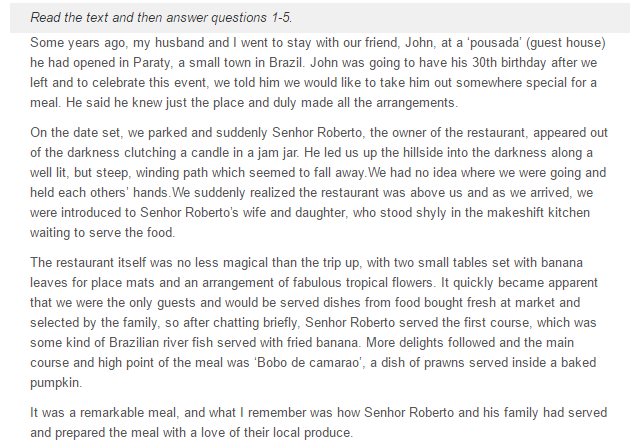 Read the text and then answer questions 1-5.
Some years ago, my husband and I went to stay with our friend, John, at a ‘pousada’ (guest house)
he had opened in Paraty, a small town in Brazil. John was going to have his 30th birthday after we
left and to celebrate this event, we told him we would like to take him out somewhere special for a
meal. He said he knew just the place and duly made all the arrangements.
On the date set, we parked and suddenly Senhor Roberto, the owner of the restaurant, appeared out
of the darkness clutching a candle in a jam jar. He led us up the hillside into the darkness along a
well lit, but steep, winding path which seemed to fall away.We had no idea where we were going and
held each others’ hands.We suddenly realized the restaurant was above us and as we arrived, we
were introduced to Senhor Roberto’s wife and daughter, who stood shyly in the makeshift kitchen
waiting to serve the food.
The restaurant itself was no less magical than the trip up, with two small tables set with banana
leaves for place mats and an arrangement of fabulous tropical flowers. It quickly became apparent
that we were the only guests and would be served dishes from food bought fresh at market and
selected by the family, so after chatting briefly, Senhor Roberto served the first course, which was
some kind of Brazilian river fish served with fried banana. More delights followed and the main
course and high point of the meal was ‘Bobo de camarao’, a dish of prawns served inside a baked
pumpkin.
It was a remarkable meal, and what I remember was how Senhor Roberto and his family had served
and prepared the meal with a love of their local produce.